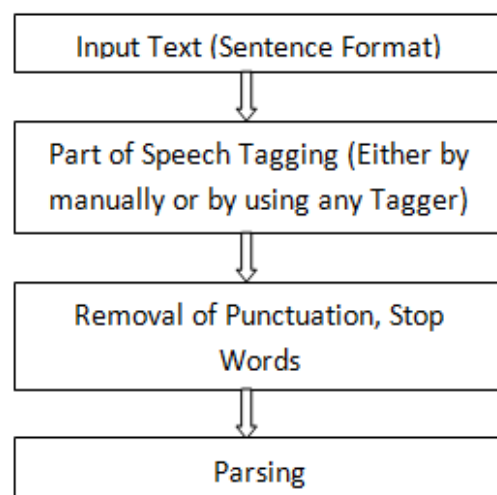 Input Text (Sentence Format)
Part of Speech Tagging (Either by
manually or by using any Tagger)
Removal of Punctuation, Stop
Words
Parsing